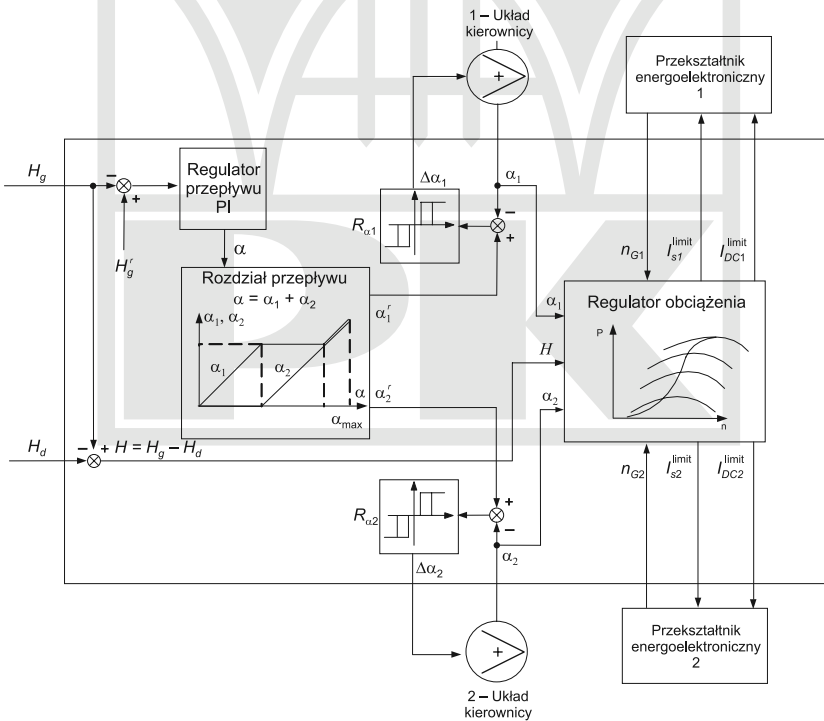 1 – Układ
kierownicy
Przekształtnik
energoelektroniczny
1
H_g
Regulator
przepływu
PI
Δα_1
α_1
R_α1
n_G1
I_s1^limit
I_DC1^limit
H_g^r
α
Rozdział przepływu
α = α_1 + α_2
α_1, α_2
α_1
α_2
α
α_max
α_1^r
α_2^r
α_1
H
α_2
Regulator obciążenia
P
n
H_d
H = H_g – H_d
n_G2
I_s2^limit
I_DC2^limit
R_α2
Δα_2
α_2
Przekształtnik
energoelektroniczny
2
2 – Układ
kierownicy
PK